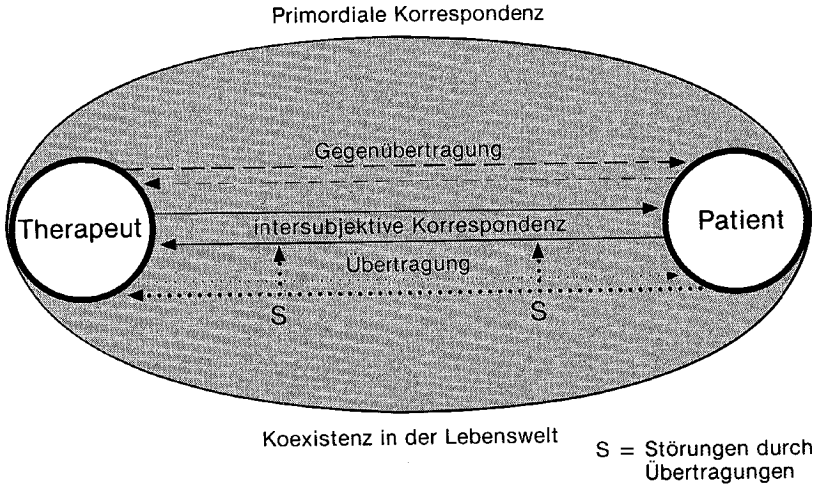 Primordiale Korrespondenz
Gegenübertragung
Therapeut
intersubjektive Korrespondenz
Patient
Übertragung
S
S
Koexistenz in der Lebenswelt
S = Störungen durch
Übertragungen